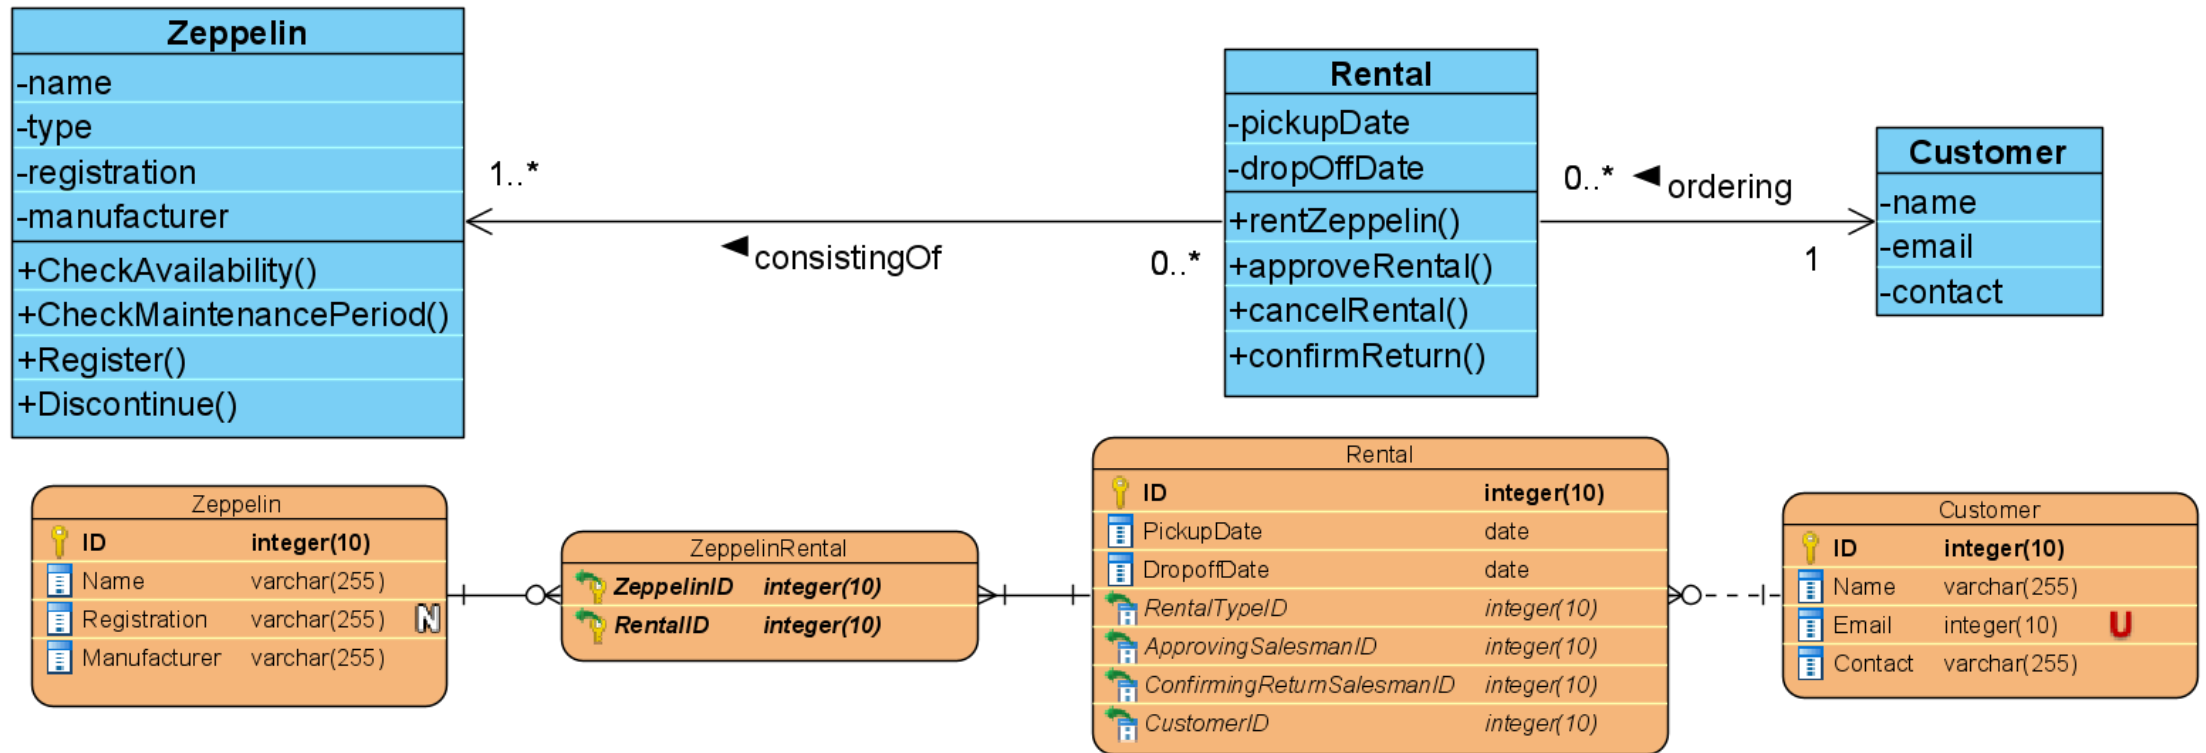 Zeppelin
-name
-type
-registration
-manufacturer
+CheckAvailability()
+CheckMaintenancePeriod()
+Register()
+Discontinue()
1..*
consistingOf
0..*
Rental
-pickupDate
-dropOffDate
+rentZeppelin()
+approveRental()
+cancelRental()
+confirmReturn()
0..* ordering
1
Customer
-name
-email
-contact
Zeppelin
ID integer(10)
Name varchar(255)
Registration varchar(255) N
Manufacturer varchar(255)
ZeppelinRental
ZeppelinID integer(10)
RentalID integer(10)
Rental
ID integer(10)
PickupDate date
DropoffDate date
RentalTypeID integer(10)
ApprovingSalesmanID integer(10)
ConfirmingReturnSalesmanID integer(10)
CustomerID integer(10)
Customer
ID integer(10)
Name varchar(255)
Email integer(10) U
Contact varchar(255)